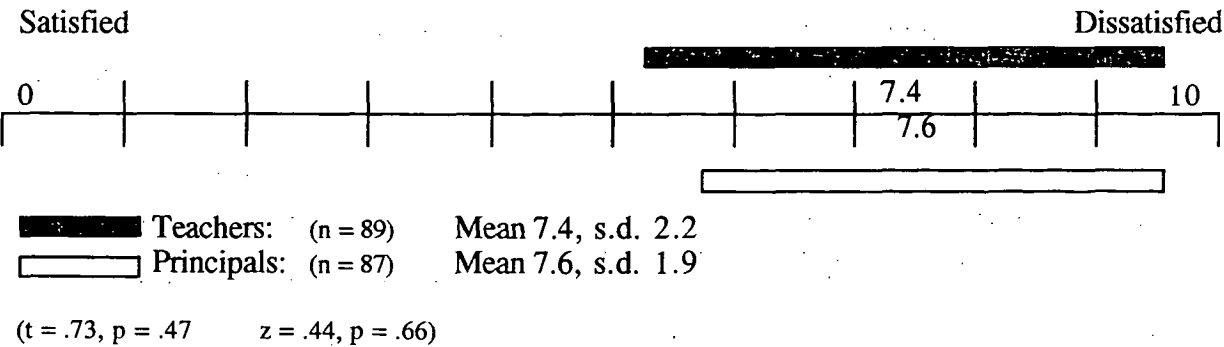 Satisfied Dissatisfied
0 7.4 10
7.6
Teachers: (n = 89) Mean 7.4, s.d. 2.2
Principals: (n = 87) Mean 7.6, s.d. 1.9
(t = .73, p = .47 z = .44, p = .66)